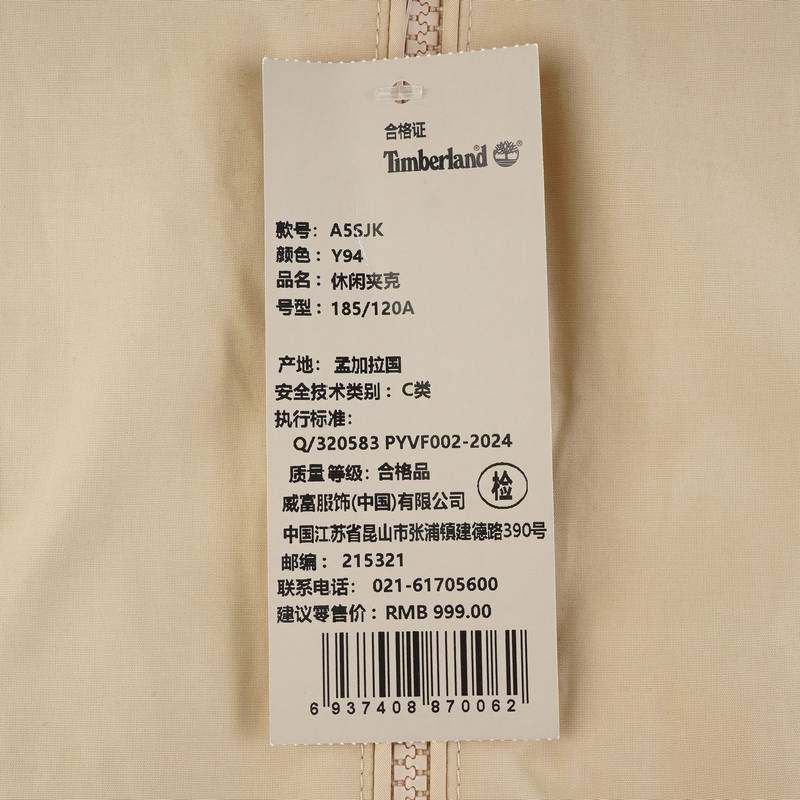 合格证
Timberland®
®
款号：A5SJK
颜色：Y94
品名：休闲夹克
号型：185/120A
产地：孟加拉国
安全技术类别：C类
执行标准：
Q/320583 PYVF002-2024
质量等级：合格品
检
威富服饰(中国)有限公司
中国江苏省昆山市张浦镇建德路390号
邮编：215321
联系电话：021-61705600
建议零售价：RMB 999.00
6 937408 870062